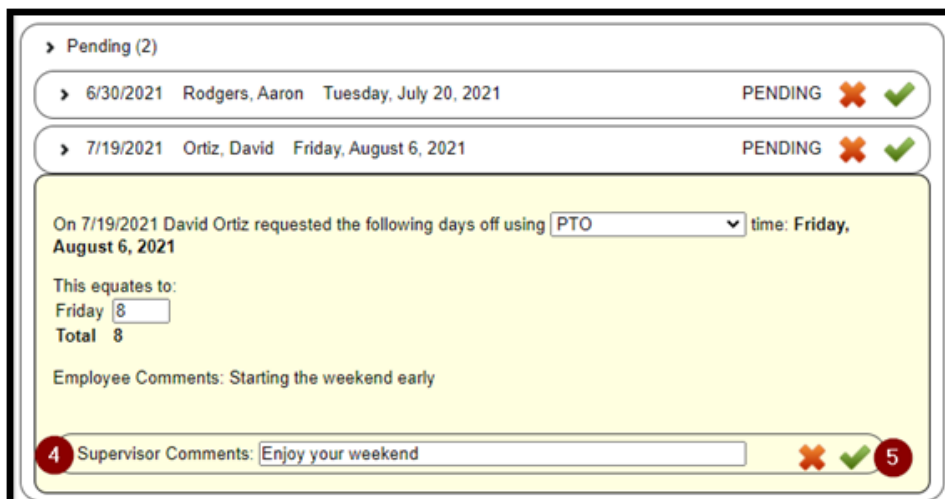 Pending (2)
6/30/2021 Rodgers, Aaron Tuesday, July 20, 2021 PENDING
7/19/2021 Ortiz, David Friday, August 6, 2021 PENDING
On 7/19/2021 David Ortiz requested the following days off using PTO time: Friday,
August 6, 2021
This equates to:
Friday 8
Total 8
Employee Comments: Starting the weekend early
4 Supervisor Comments: Enjoy your weekend 5